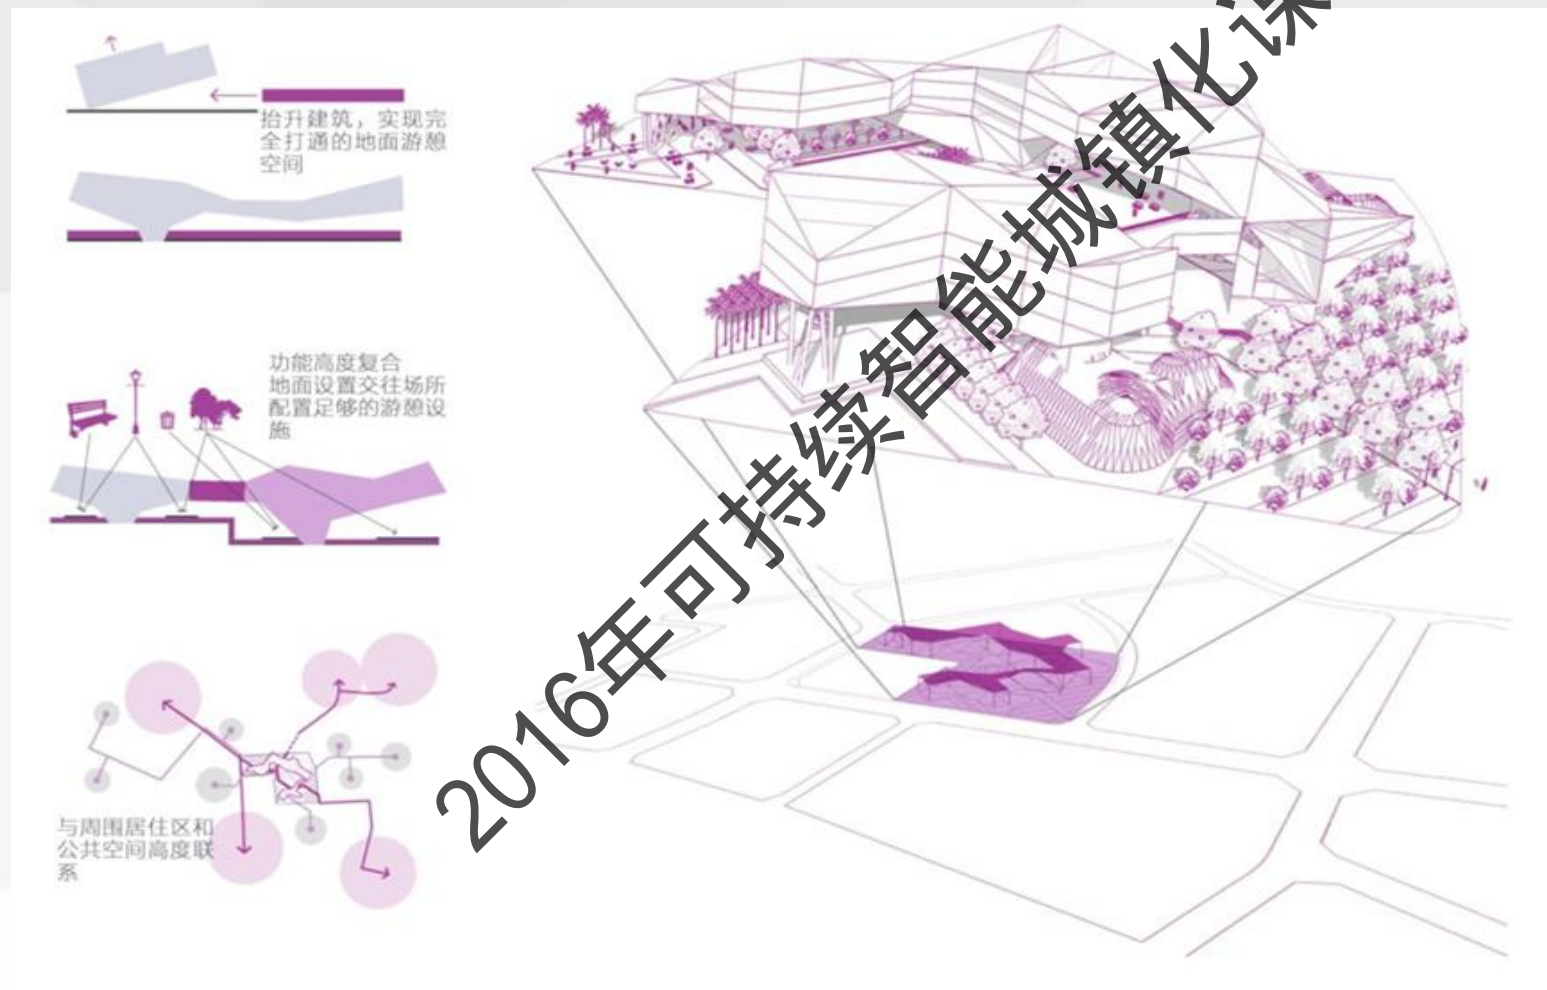 抬升建筑，实现完
全打通的地面游憩
空间
功能高度复合
地面设置交往场所
配置足够的游憩设
施
与周围居住区和
公共空间高度联
系
2016年可持续智能城镇化课